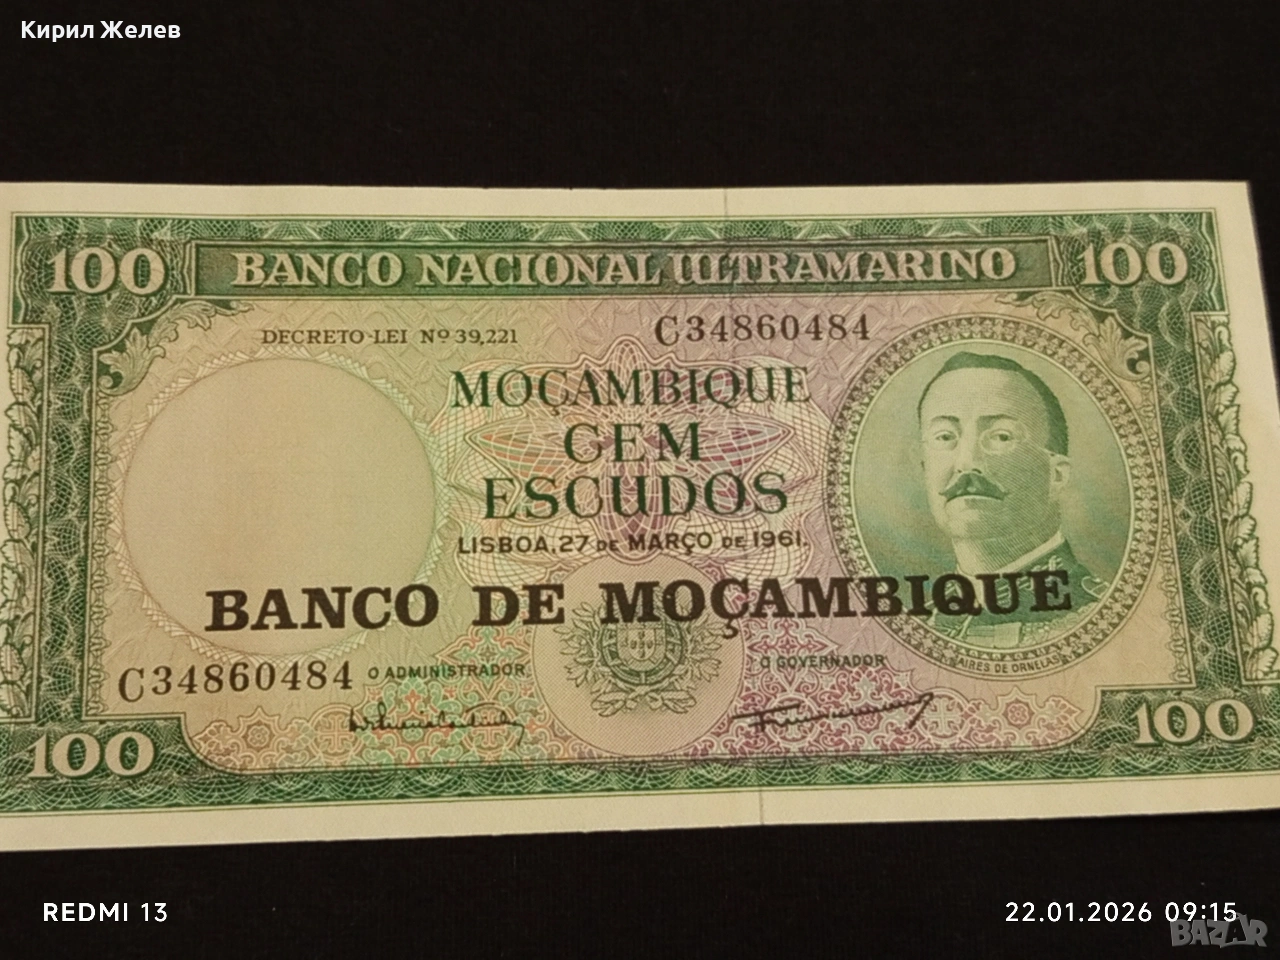 Кирил Желев
100 BANCO NACIONAL ULTRAMARINO 100
DECRETO-LEI Nº 39,221 C34860484
MOÇAMBIQUE
CEM
ESCUDOS
LISBOA, 27 DE MARÇO DE 1961.
BANCO DE MOÇAMBIQUE
C34860484 O ADMINISTRADOR O GOVERNADOR
AIRES DE ORNELAS
100 100
REDMI 13 22.01.2026 09:15
BAZAR